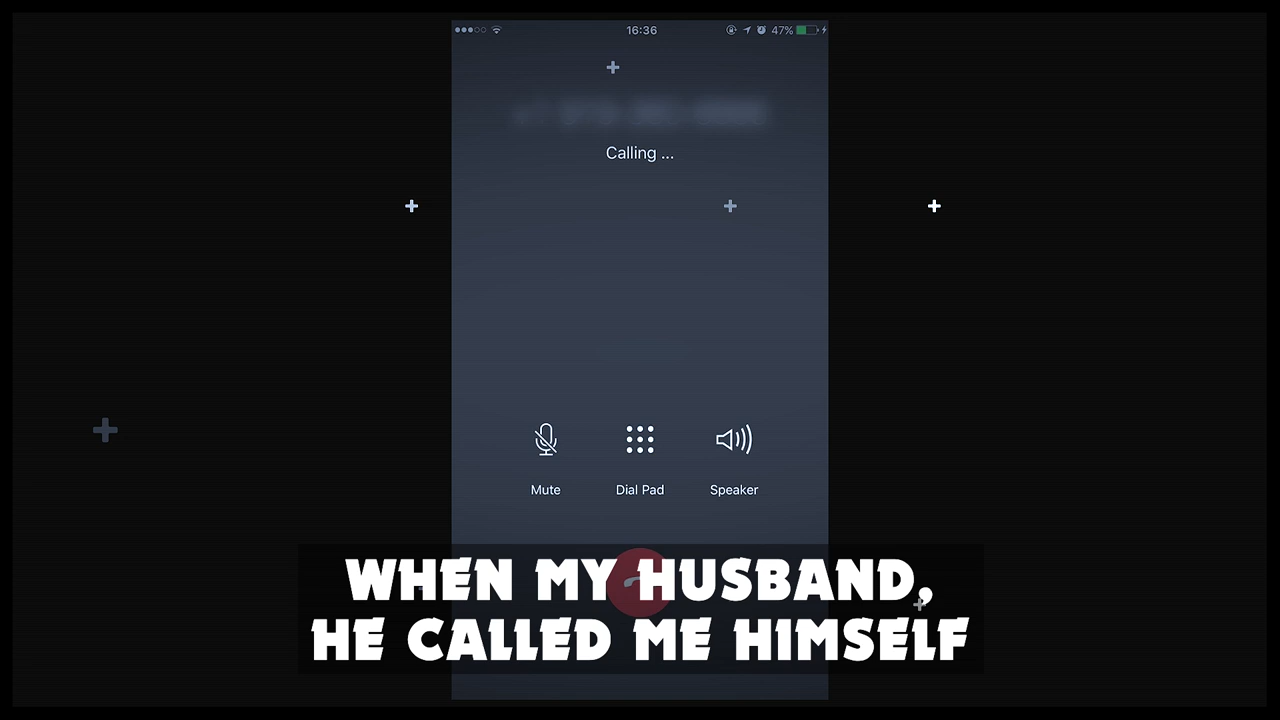 16:36
47%
Calling ...
Mute
Dial Pad
Speaker
WHEN MY HUSBAND,
HE CALLED ME HIMSELF